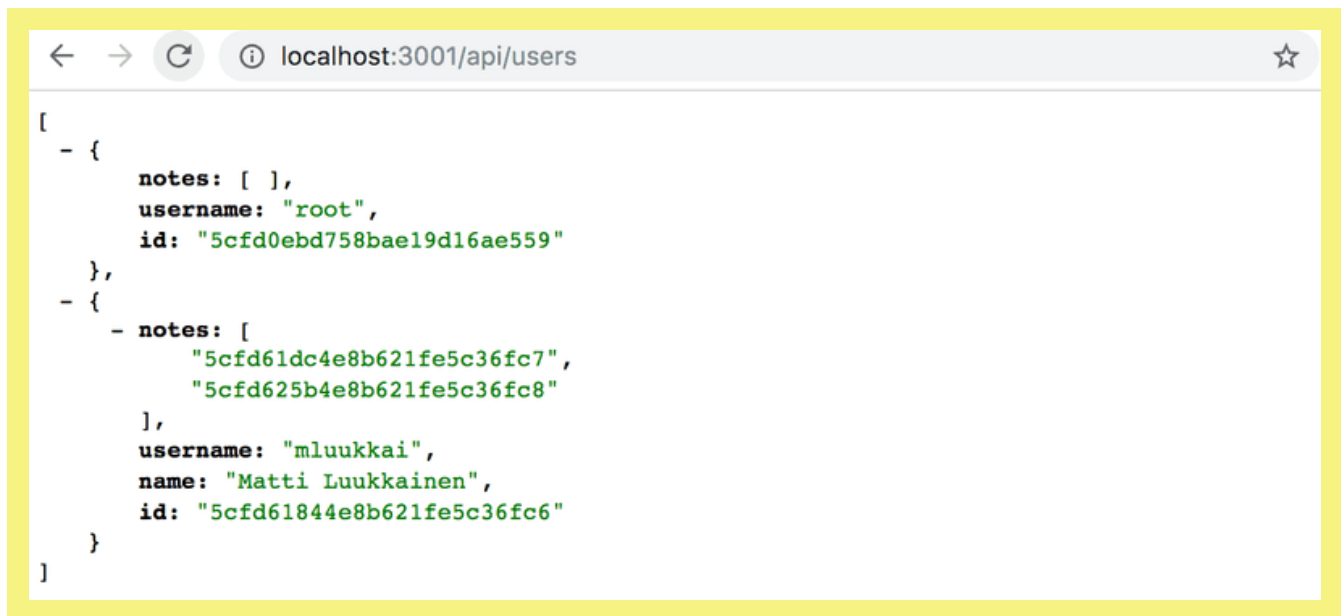 localhost:3001/api/users
[
- {
notes: [ ],
username: "root",
id: "5cfd0ebd758bae19d16ae559"
},
- {
- notes: [
"5cfd61dc4e8b621fe5c36fc7",
"5cfd625b4e8b621fe5c36fc8"
],
username: "mluukkai",
name: "Matti Luukkainen",
id: "5cfd61844e8b621fe5c36fc6"
}
]